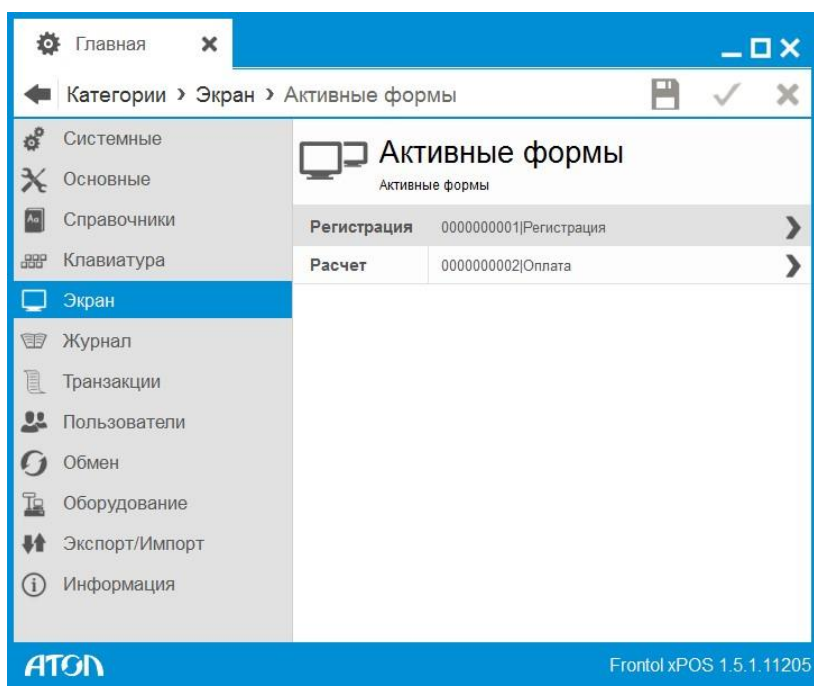 Главная
Категории › Экран › Активные формы
Системные
Основные
Справочники
Клавиатура
Экран
Журнал
Транзакции
Пользователи
Обмен
Оборудование
Экспорт/Импорт
Информация
Активные формы
Активные формы
Регистрация 0000000001|Регистрация
Расчет 0000000002|Оплата
ATOL
Frontol xPOS 1.5.1.11205